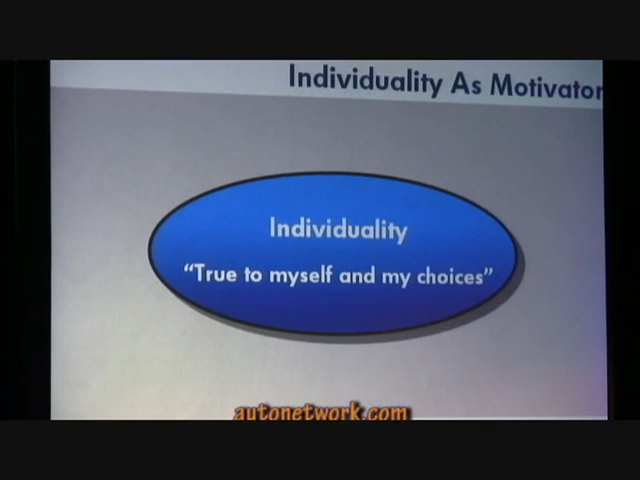 Individuality As Motivator
Individuality
“True to myself and my choices”
autonetwork.com